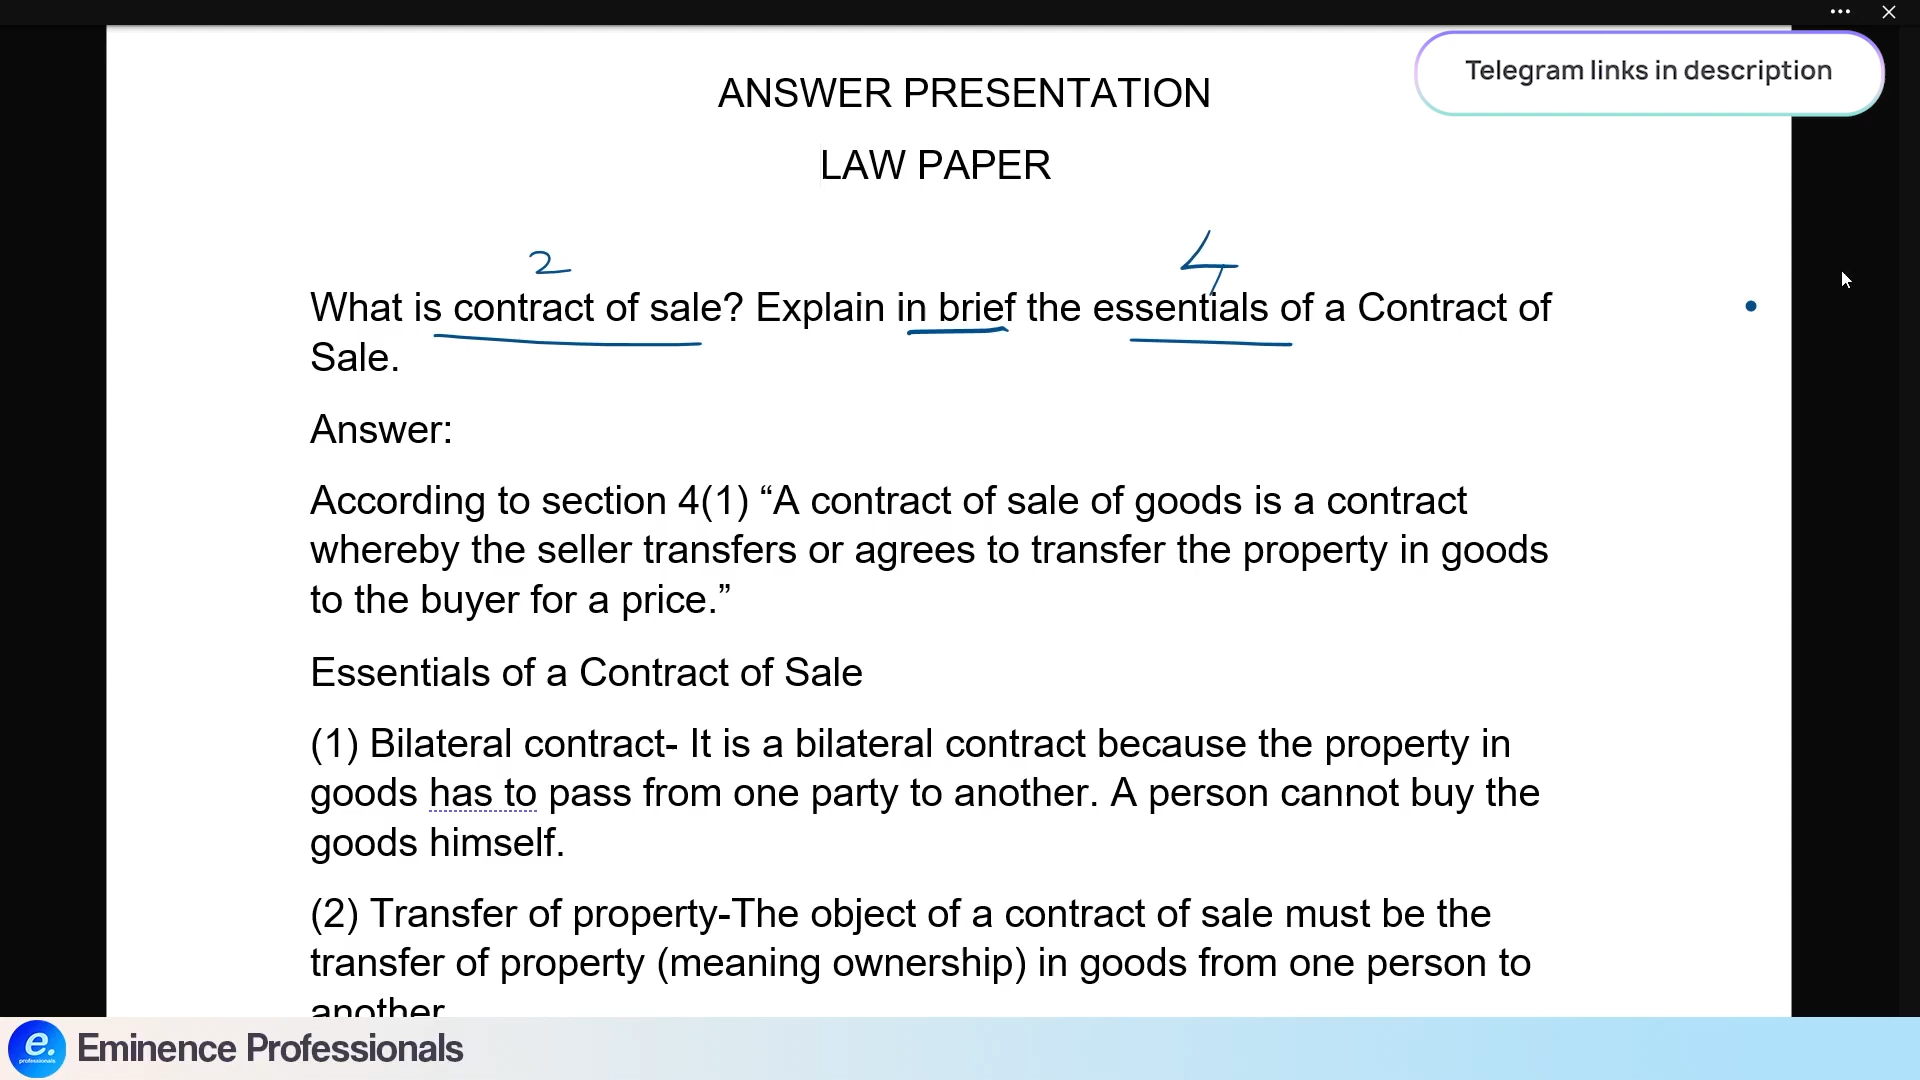 Telegram links in description
ANSWER PRESENTATION
LAW PAPER
2
4
What is contract of sale? Explain in brief the essentials of a Contract of
Sale.
Answer:
According to section 4(1) “A contract of sale of goods is a contract
whereby the seller transfers or agrees to transfer the property in goods
to the buyer for a price.”
Essentials of a Contract of Sale
(1) Bilateral contract- It is a bilateral contract because the property in
goods has to pass from one party to another. A person cannot buy the
goods himself.
(2) Transfer of property-The object of a contract of sale must be the
transfer of property (meaning ownership) in goods from one person to
another
e.
professionals
Eminence Professionals